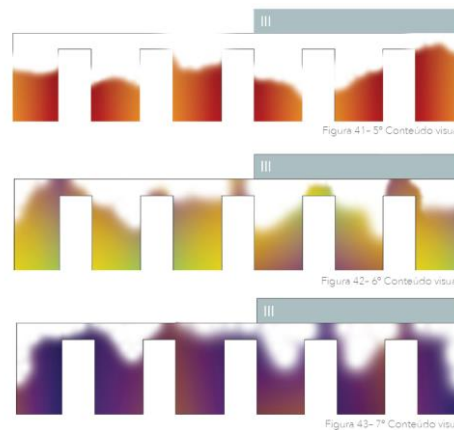 III
Figura 41– 5º Conteúdo visu
III
Figura 42– 6º Conteúdo visu
III
Figura 43– 7º Conteúdo visu